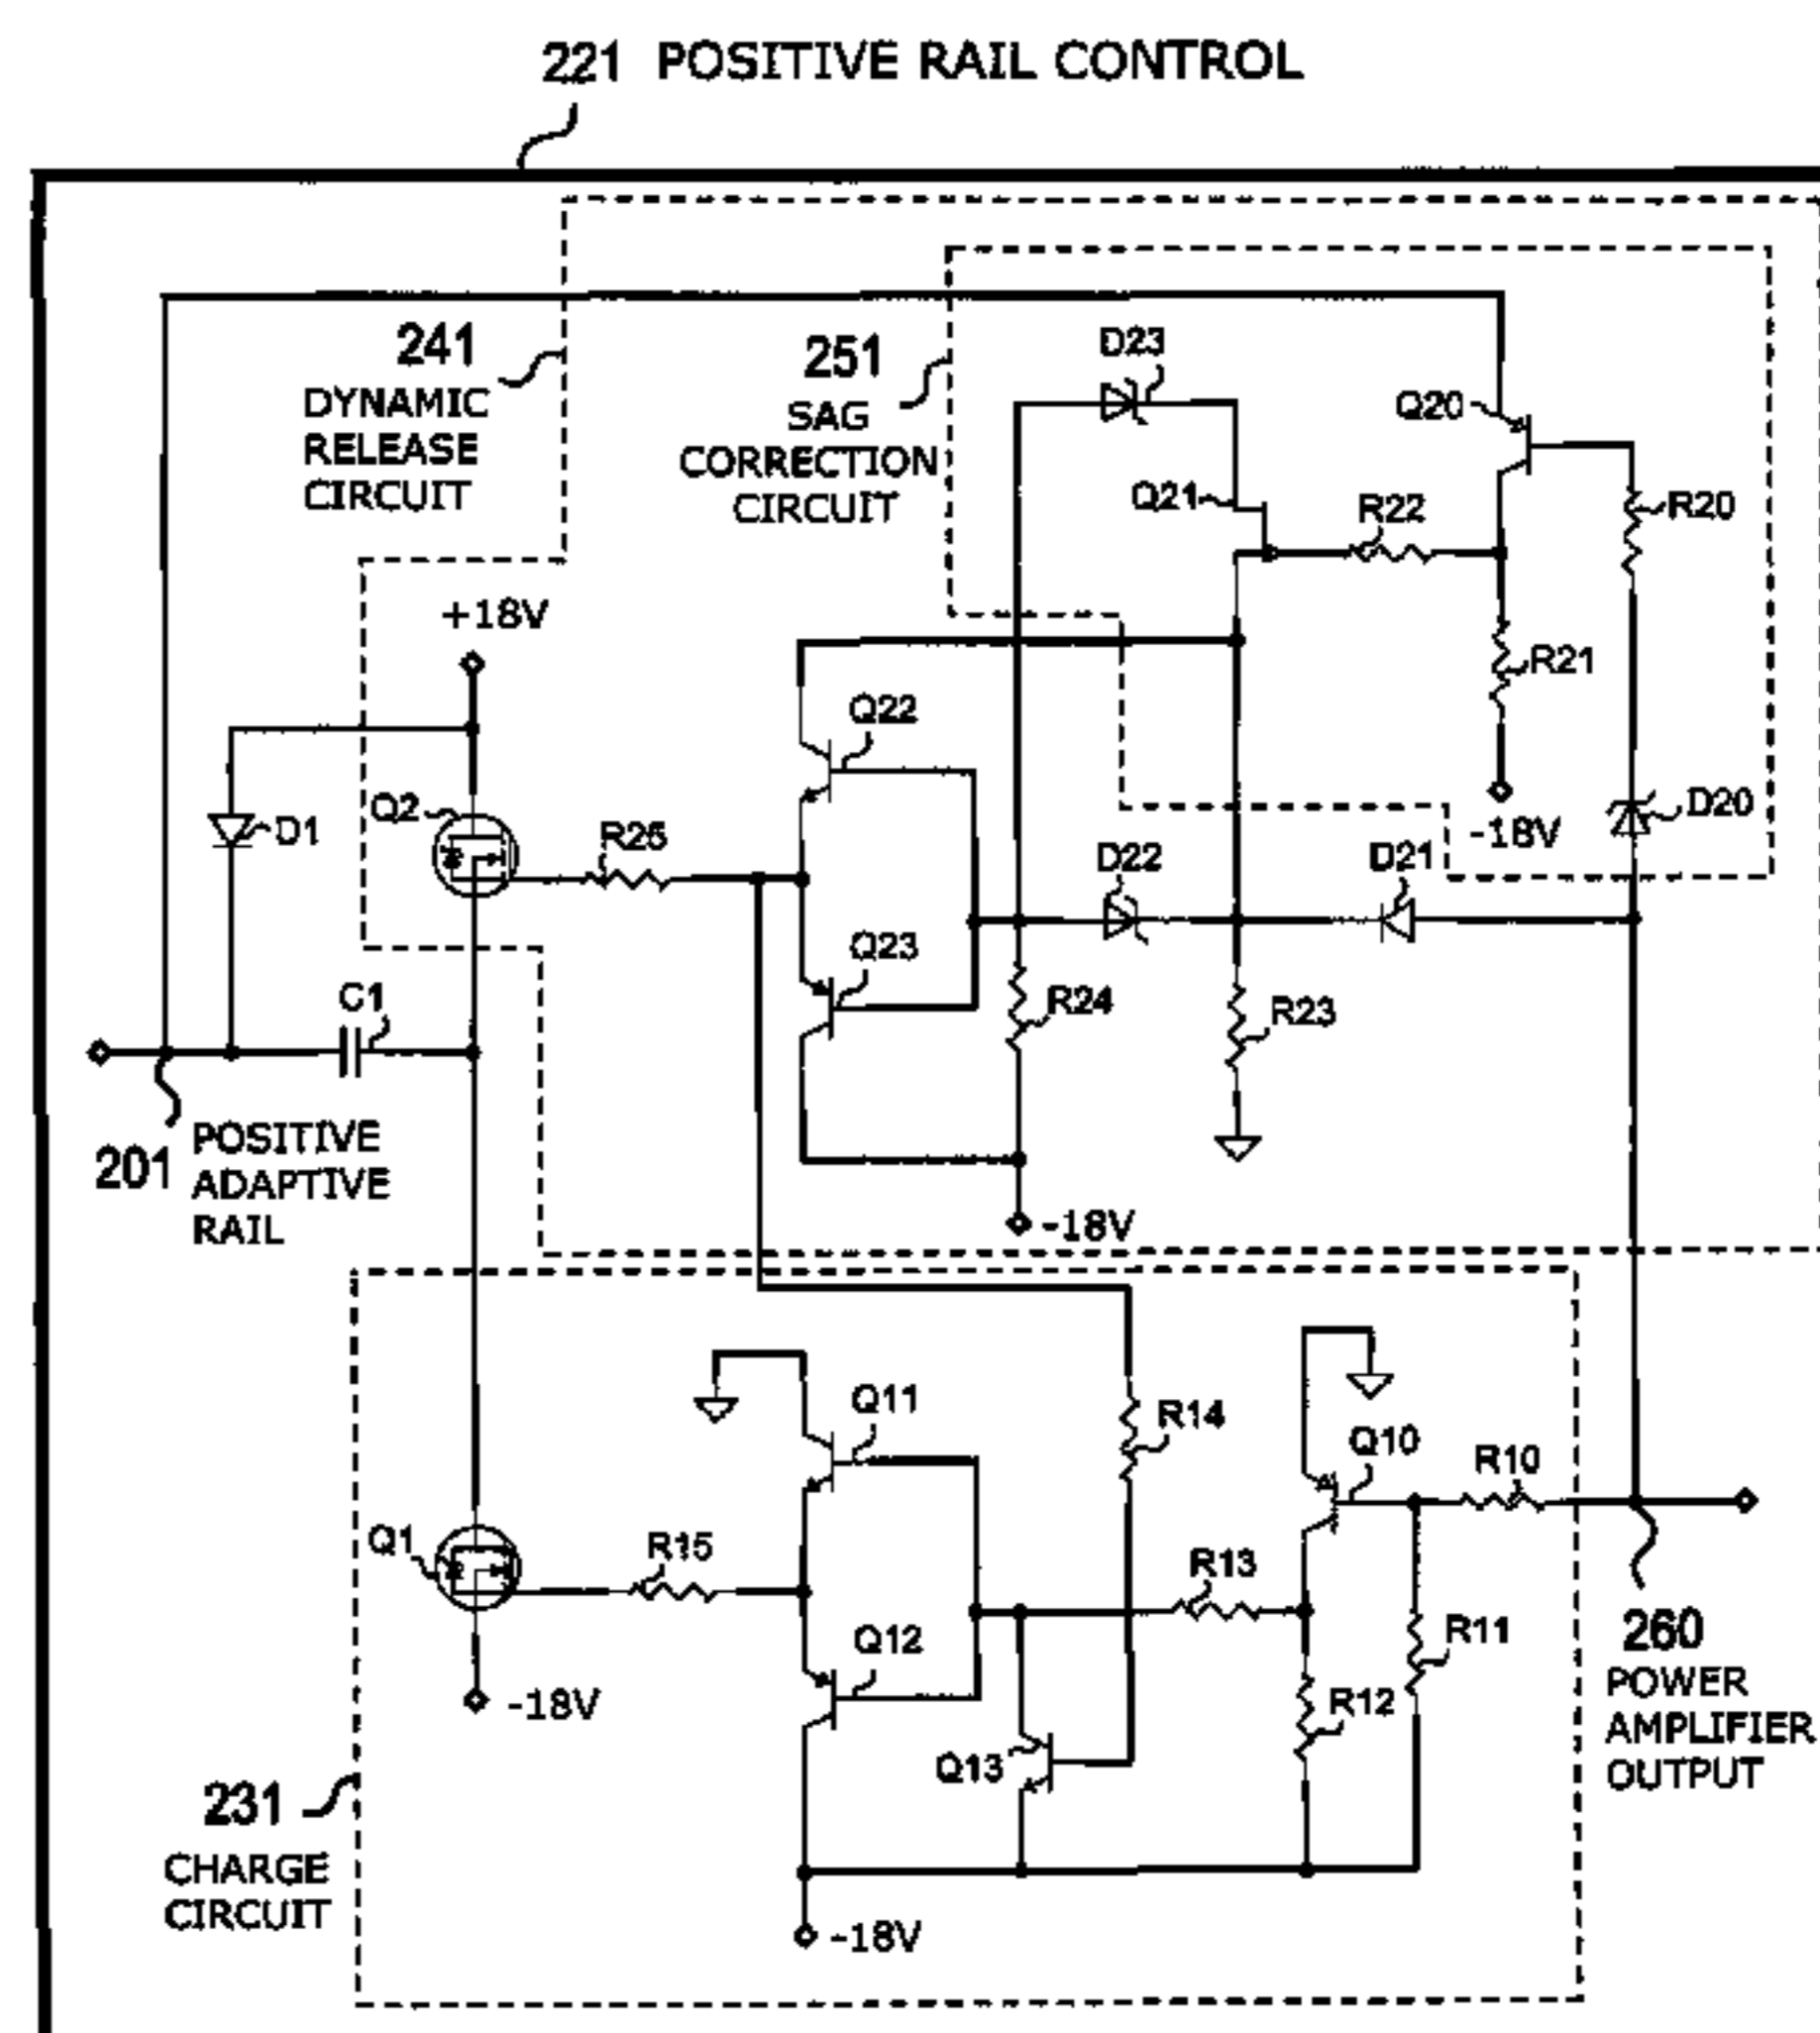 221 POSITIVE RAIL CONTROL
241
DYNAMIC
RELEASE
CIRCUIT
251
SAG
CORRECTION
CIRCUIT
D23
Q20
Q21
R22
R20
+18V
R21
Q22
D20
-18V
Q2
D1
R25
D22
D21
Q23
C1
R24
R23
201 POSITIVE
ADAPTIVE
RAIL
-18V
Q11
R14
Q10
R10
Q1
R15
R13
Q12
R11
260
POWER
AMPLIFIER
OUTPUT
-18V
R12
Q13
231
CHARGE
CIRCUIT
-18V